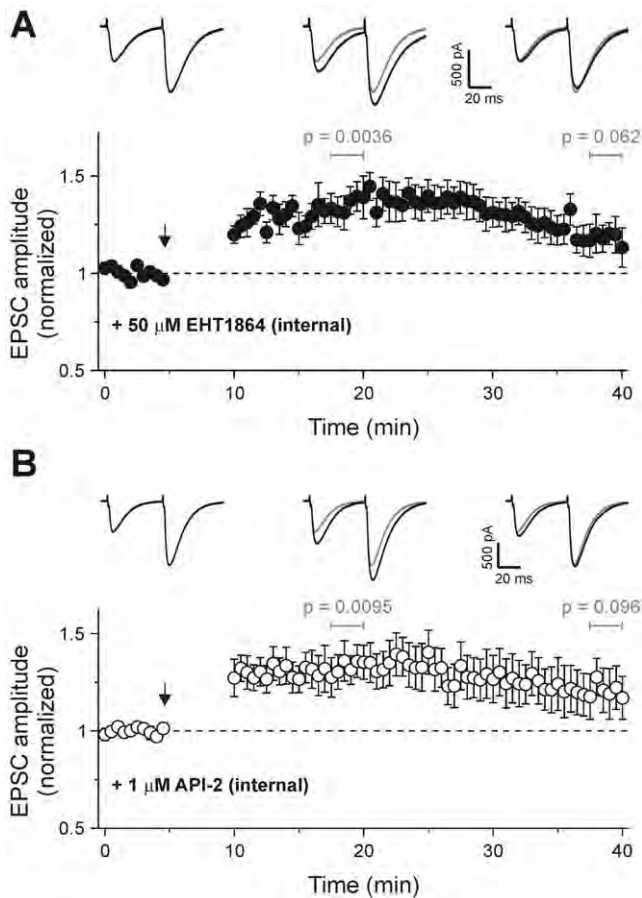 A
500 pA
20 ms
p = 0.0036
p = 0.062
1.5
1
0.5
EPSC amplitude
(normalized)
+ 50 μM EHT1864 (internal)
0
10
20
30
40
Time (min)
B
500 pA
20 ms
p = 0.0095
p = 0.096
1.5
1
0.5
EPSC amplitude
(normalized)
+ 1 μM API-2 (internal)
0
10
20
30
40
Time (min)